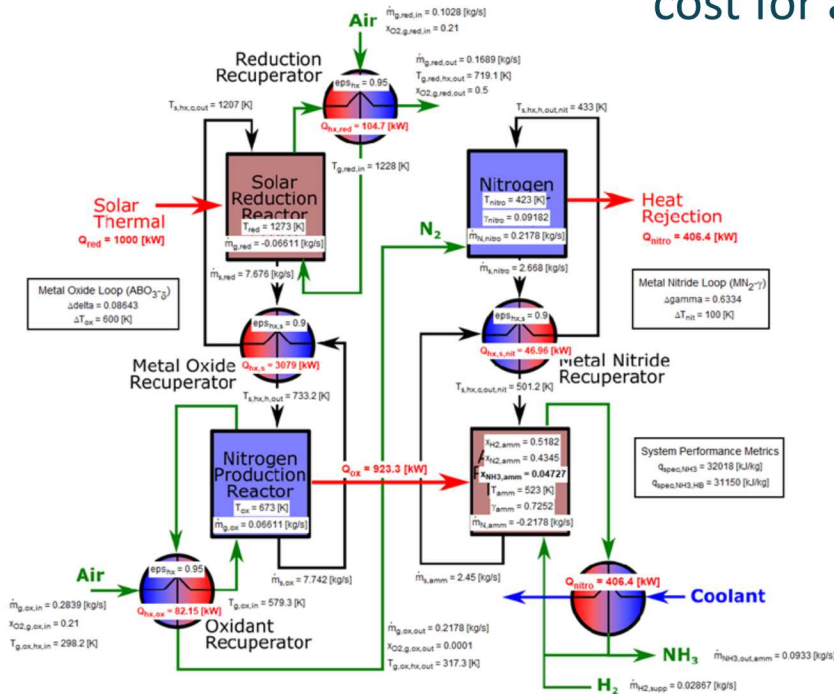 cost for a
Air
ṁg,red,in = 0.1028 [kg/s]
xO2,g,red,in = 0.21
Reduction
Recuperator
epshx = 0.95
Qhx,red = 104.7 [kW]
ṁg,red,out = 0.1689 [kg/s]
Tg,red,hx,out = 719.1 [K]
xO2,g,red,out = 0.5
Ts,hx,c,out = 1207 [K]
Tg,red,in = 1228 [K]
Ts,hx,h,out,nit = 433 [K]
Solar
Thermal
Qred = 1000 [kW]
Solar
Reduction
Reactor
Tred = 1273 [K]
ṁg,red = -0.06611 [kg/s]
Nitrogen
Tnitro = 423 [K]
γnitro = 0.09182
ṁN,nitro = 0.2178 [kg/s]
Heat
Rejection
Qnitro = 406.4 [kW]
N2
ṁs,red = 7.676 [kg/s]
ṁs,nitro = 2.668 [kg/s]
Metal Oxide Loop (ABO3-δ)
Δdelta = 0.08643
ΔTox = 600 [K]
Metal Nitride Loop (MN2-γ)
Δgamma = 0.6334
ΔTnit = 100 [K]
epshx,s = 0.9
Qhx,s = 3079 [kW]
Metal Oxide
Recuperator
epshx,s = 0.9
Qhx,s,nit = 46.96 [kW]
Metal Nitride
Recuperator
Ts,hx,h,out = 733.2 [K]
Ts,hx,c,out,nit = 501.2 [K]
Nitrogen
Production
Reactor
Tox = 673 [K]
ṁg,ox = 0.06611 [kg/s]
Qox = 923.3 [kW]
xH2,amm = 0.5182
xN2,amm = 0.4345
xNH3,amm = 0.04727
Tamm = 523 [K]
γamm = 0.7252
ṁN,amm = -0.2178 [kg/s]
System Performance Metrics
qspec,NH3 = 32018 [kJ/kg]
qspec,NH3,HB = 31150 [kJ/kg]
Air
epshx = 0.95
Qhx,ox = 82.15 [kW]
Oxidant
Recuperator
ṁg,ox,in = 0.2839 [kg/s]
xO2,g,ox,in = 0.21
Tg,ox,hx,in = 298.2 [K]
Tg,ox,in = 579.3 [K]
ṁs,ox = 7.742 [kg/s]
ṁs,amm = 2.45 [kg/s]
ṁg,ox,out = 0.2178 [kg/s]
xO2,g,ox,out = 0.0001
Tg,ox,hx,out = 317.3 [K]
Qnitro = 406.4 [kW]
Coolant
NH3
ṁNH3,out,amm = 0.0933 [kg/s]
H2
ṁH2,supp = 0.02867 [kg/s]